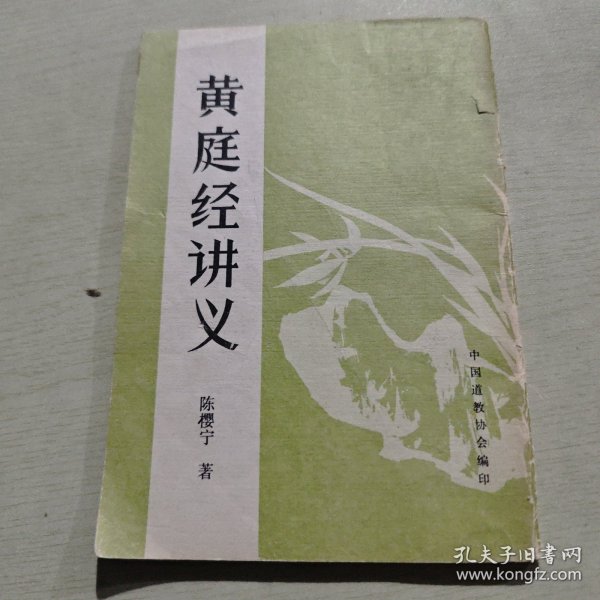 黄庭经讲义
陈樱宁 著
中国道教协会编印
孔夫子旧书网
www.kongfz.com